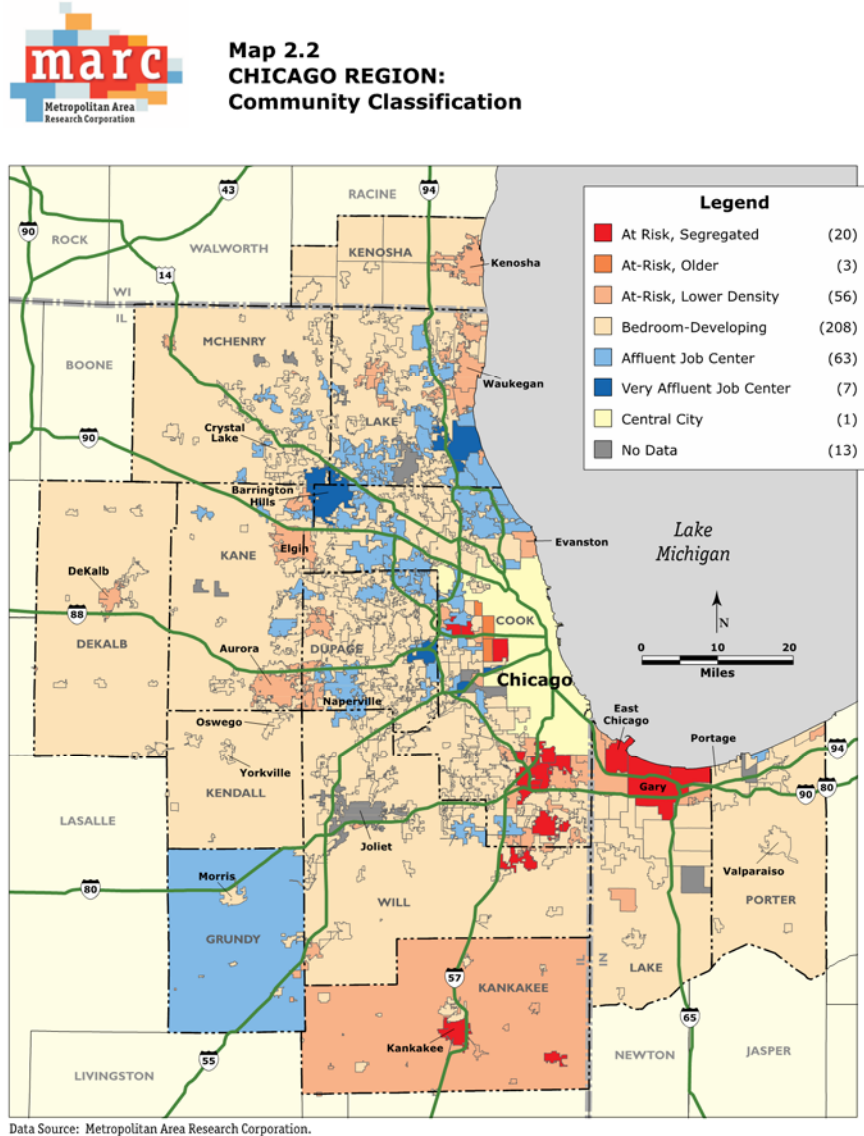 marc
Metropolitan Area
Research Corporation
Map 2.2
CHICAGO REGION:
Community Classification
Legend
At Risk, Segregated (20)
At-Risk, Older (3)
At-Risk, Lower Density (56)
Bedroom-Developing (208)
Affluent Job Center (63)
Very Affluent Job Center (7)
Central City (1)
No Data (13)
43
94
RACINE
90
ROCK
WALWORTH
KENOSHA
Kenosha
14
WI
IL
MCHENRY
BOONE
Waukegan
LAKE
Crystal
Lake
90
Barrington
Hills
Lake
Michigan
Evanston
Elgin
KANE
DeKalb
N
88
COOK
DEKALB
Aurora
DUPAGE
10
0
20
Miles
Chicago
Naperville
East
Chicago
Oswego
Portage
94
Yorkville
KENDALL
Gary
90
80
LASALLE
Joliet
Morris
Valparaiso
80
WILL
PORTER
GRUNDY
IL
IN
LAKE
57
KANKAKEE
65
Kankakee
55
NEWTON
JASPER
LIVINGSTON
Data Source: Metropolitan Area Research Corporation.